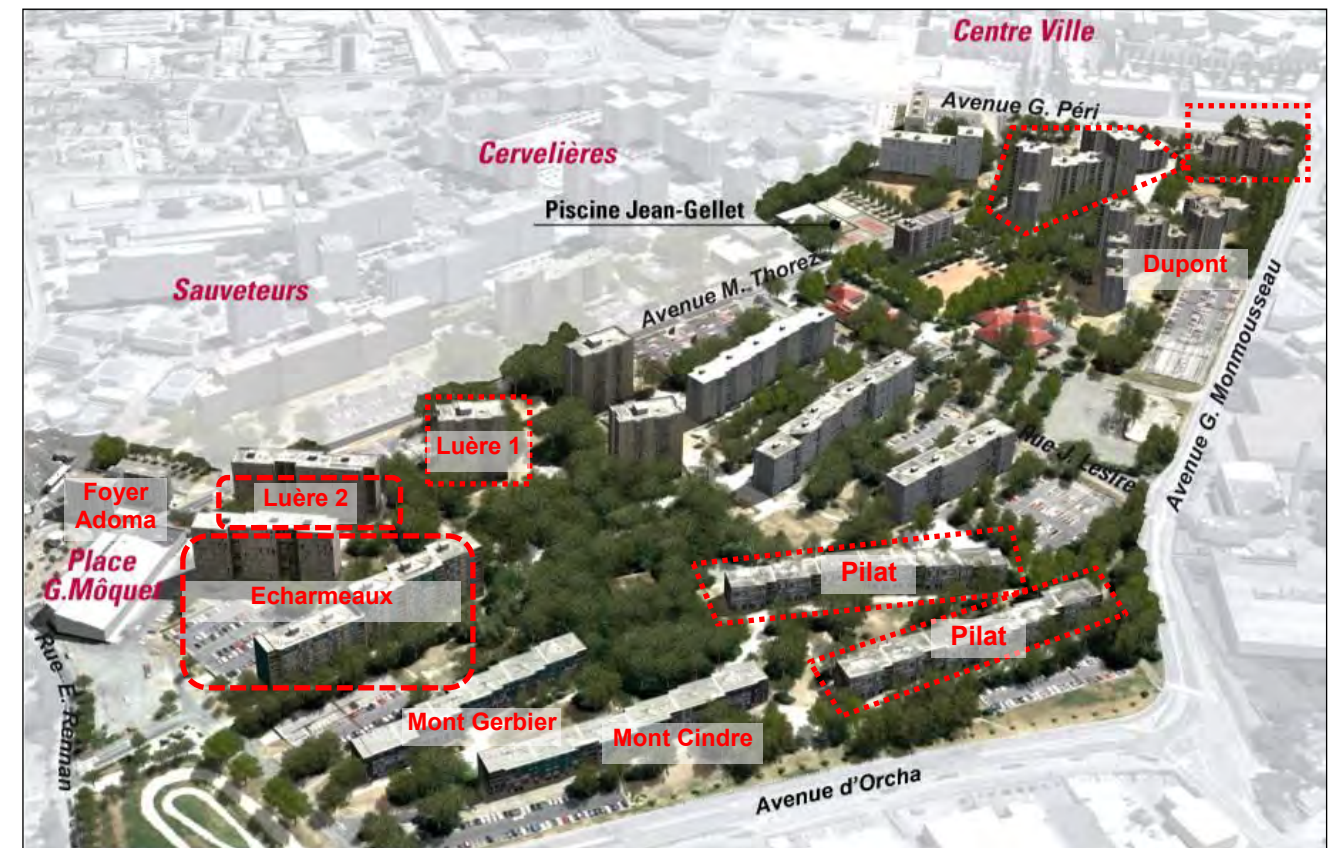 Centre Ville
Avenue G. Péri
Cervelières
Piscine Jean-Gellet
Dupont
Avenue M. Thorez
Sauveteurs
Avenue G. Monmousseau
Luère 1
Rue J. Lestre
Foyer
Adoma
Luère 2
Place
G.Môquet
Pilat
Echarmeaux
Pilat
Rue E. Remnan
Mont Gerbier
Mont Cindre
Avenue d'Orcha